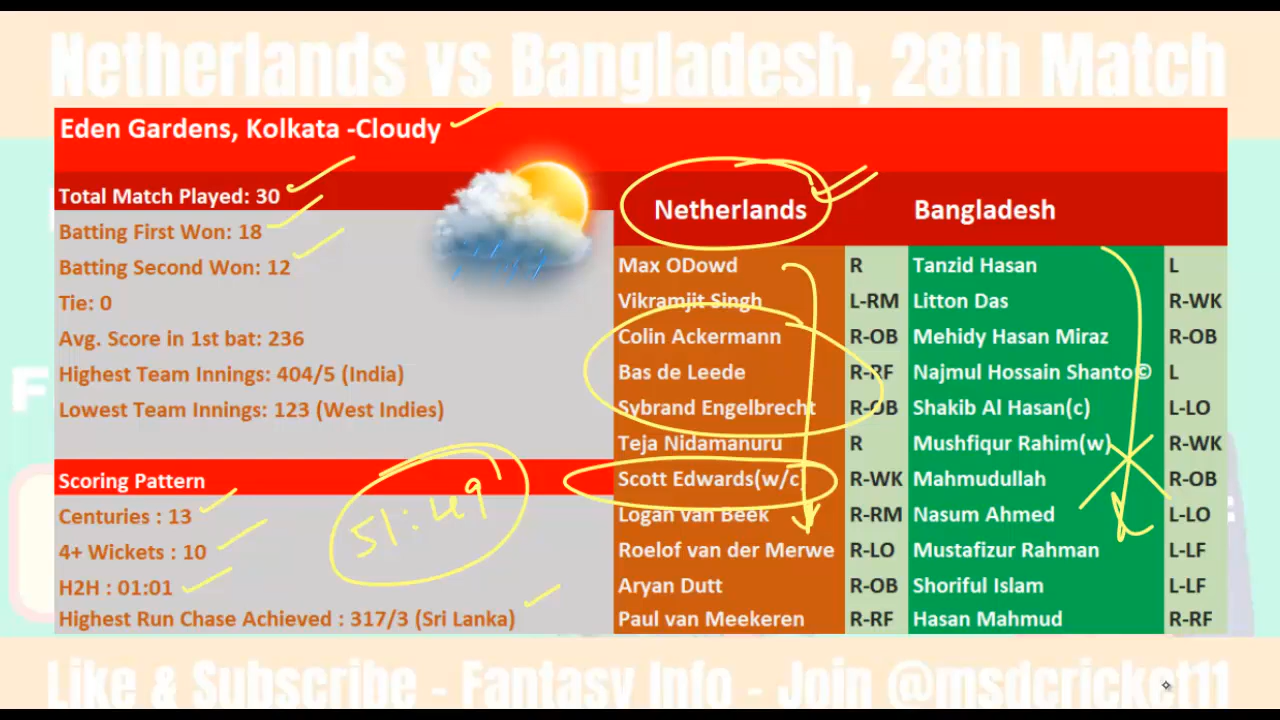 Netherlands vs Bangladesh, 28th Match
Eden Gardens, Kolkata -Cloudy
Total Match Played: 30
Batting First Won: 18
Batting Second Won: 12
Tie: 0
Avg. Score in 1st bat: 236
Highest Team Innings: 404/5 (India)
Lowest Team Innings: 123 (West Indies)
Scoring Pattern
Centuries : 13
4+ Wickets : 10
H2H : 01:01
Highest Run Chase Achieved : 317/3 (Sri Lanka)
51:49
Netherlands Bangladesh
Max ODowd R Tanzid Hasan L
Vikramjit Singh L-RM Litton Das R-WK
Colin Ackermann R-OB Mehidy Hasan Miraz R-OB
Bas de Leede R-RF Najmul Hossain Shanto© L
Sybrand Engelbrecht R-OB Shakib Al Hasan(c) L-LO
Teja Nidamanuru R Mushfiqur Rahim(w) R-WK
Scott Edwards(w/c) R-WK Mahmudullah R-OB
Logan van Beek R-RM Nasum Ahmed L-LO
Roelof van der Merwe R-LO Mustafizur Rahman L-LF
Aryan Dutt R-OB Shoriful Islam L-LF
Paul van Meekeren R-RF Hasan Mahmud R-RF
Like & Subscribe - Fantasy Info - Join @msdcricket11